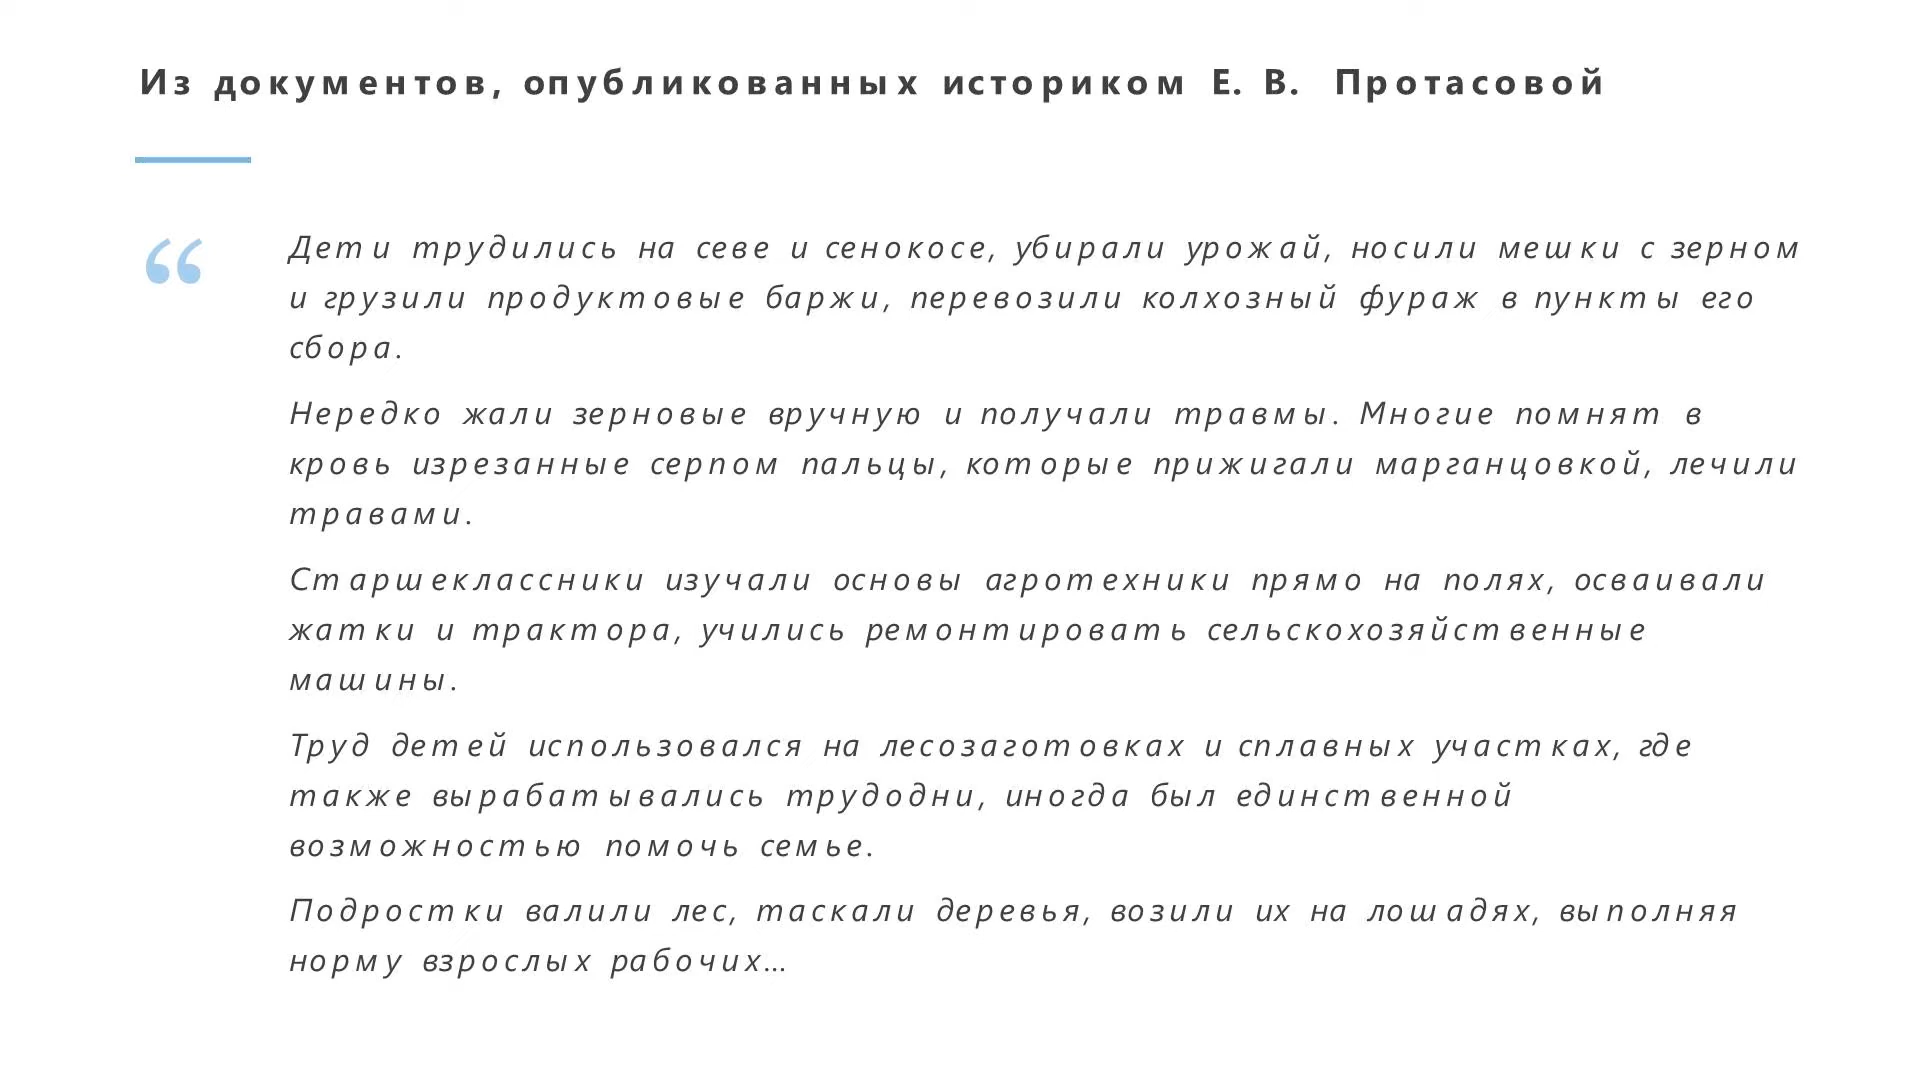 Из документов, опубликованных историком Е. В. Протасовой
“
Дети трудились на севе и сенокосе, убирали урожай, носили мешки с зерном
и грузили продуктовые баржи, перевозили колхозный фураж в пункты его
сбора.
Нередко жали зерновые вручную и получали травмы. Многие помнят в
кровь изрезанные серпом пальцы, которые прижигали марганцовкой, лечили
травами.
Старшеклассники изучали основы агротехники прямо на полях, осваивали
жатки и трактора, учились ремонтировать сельскохозяйственные
машины.
Труд детей использовался на лесозаготовках и сплавных участках, где
также вырабатывались трудодни, иногда был единственной
возможностью помочь семье.
Подростки валили лес, таскали деревья, возили их на лошадях, выполняя
норму взрослых рабочих…